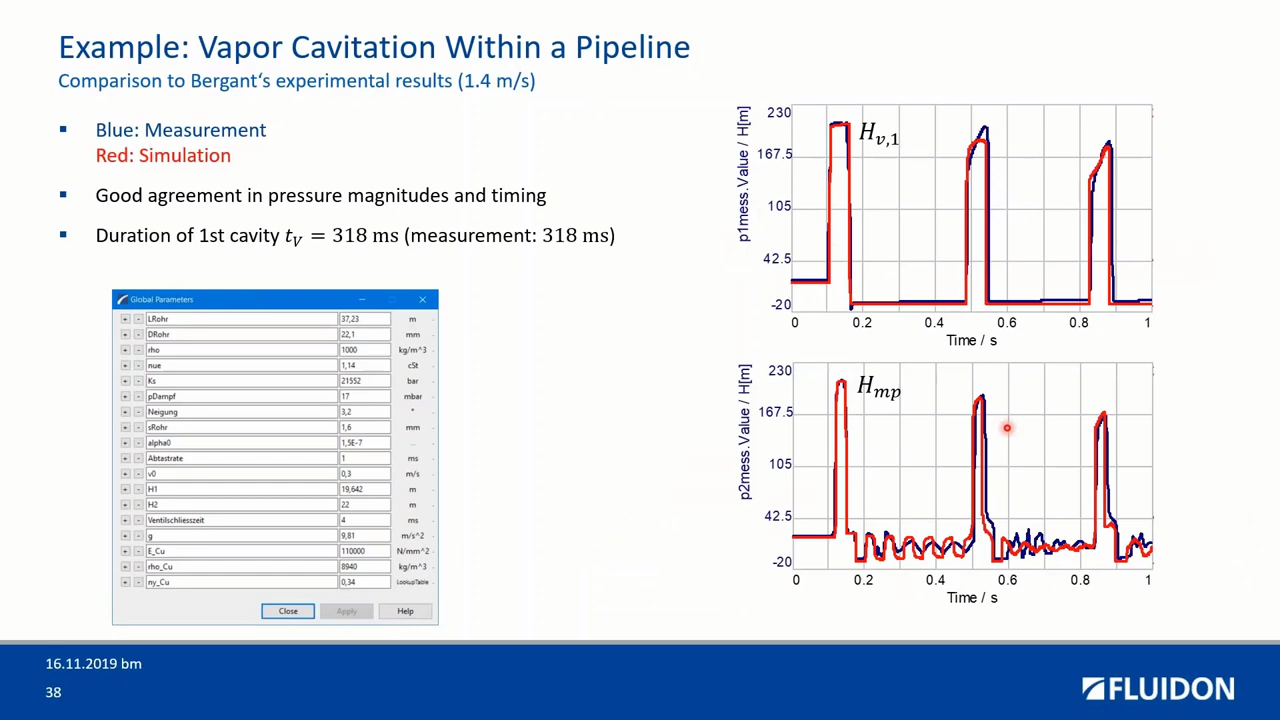 Example: Vapor Cavitation Within a Pipeline
Comparison to Bergant‘s experimental results (1.4 m/s)
Blue: Measurement
Red: Simulation
Good agreement in pressure magnitudes and timing
Duration of 1st cavity t_V = 318 ms (measurement: 318 ms)
Global Parameters
+ - LRohr 37,23 m
+ - DRohr 22,1 mm
+ - rho 1000 kg/m^3
+ - nue 1,14 cSt
+ - Ks 21552 bar
+ - pDampf 17 mbar
+ - Neigung 3,2 °
+ - sRohr 1,6 mm
+ - alpha0 1,5E-7 ...
+ - Abtastrate 1 ms
+ - v0 0,3 m/s
+ - H1 19,642 m
+ - H2 22 m
+ - Ventilschliesszeit 4 ms
+ - g 9,81 m/s^2
+ - E_Cu 110000 N/mm^2
+ - rho_Cu 8940 kg/m^3
+ - ny_Cu 0,34 LookupTable
Close Apply Help
p1mess.Value / H[m]
230
167.5
105
42.5
-20
H_v,1
0 0.2 0.4 0.6 0.8 1
Time / s
p2mess.Value / H[m]
230
167.5
105
42.5
-20
H_mp
0 0.2 0.4 0.6 0.8 1
Time / s
16.11.2019 bm
38
FLUIDON